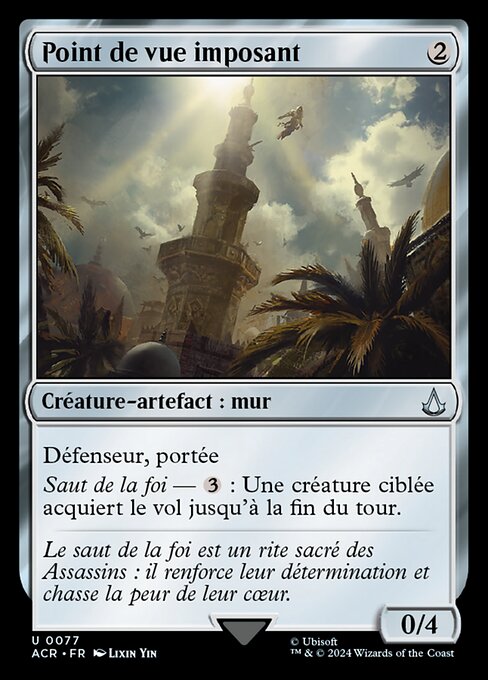 Point de vue imposant 2
Créature-artefact : mur
Défenseur, portée
Saut de la foi — 3 : Une créature ciblée
acquiert le vol jusqu'à la fin du tour.
Le saut de la foi est un rite sacré des
Assassins : il renforce leur détermination et
chasse la peur de leur cœur.
0/4
U 0077
ACR • FR Lixin Yin
© Ubisoft
™ & © 2024 Wizards of the Coast